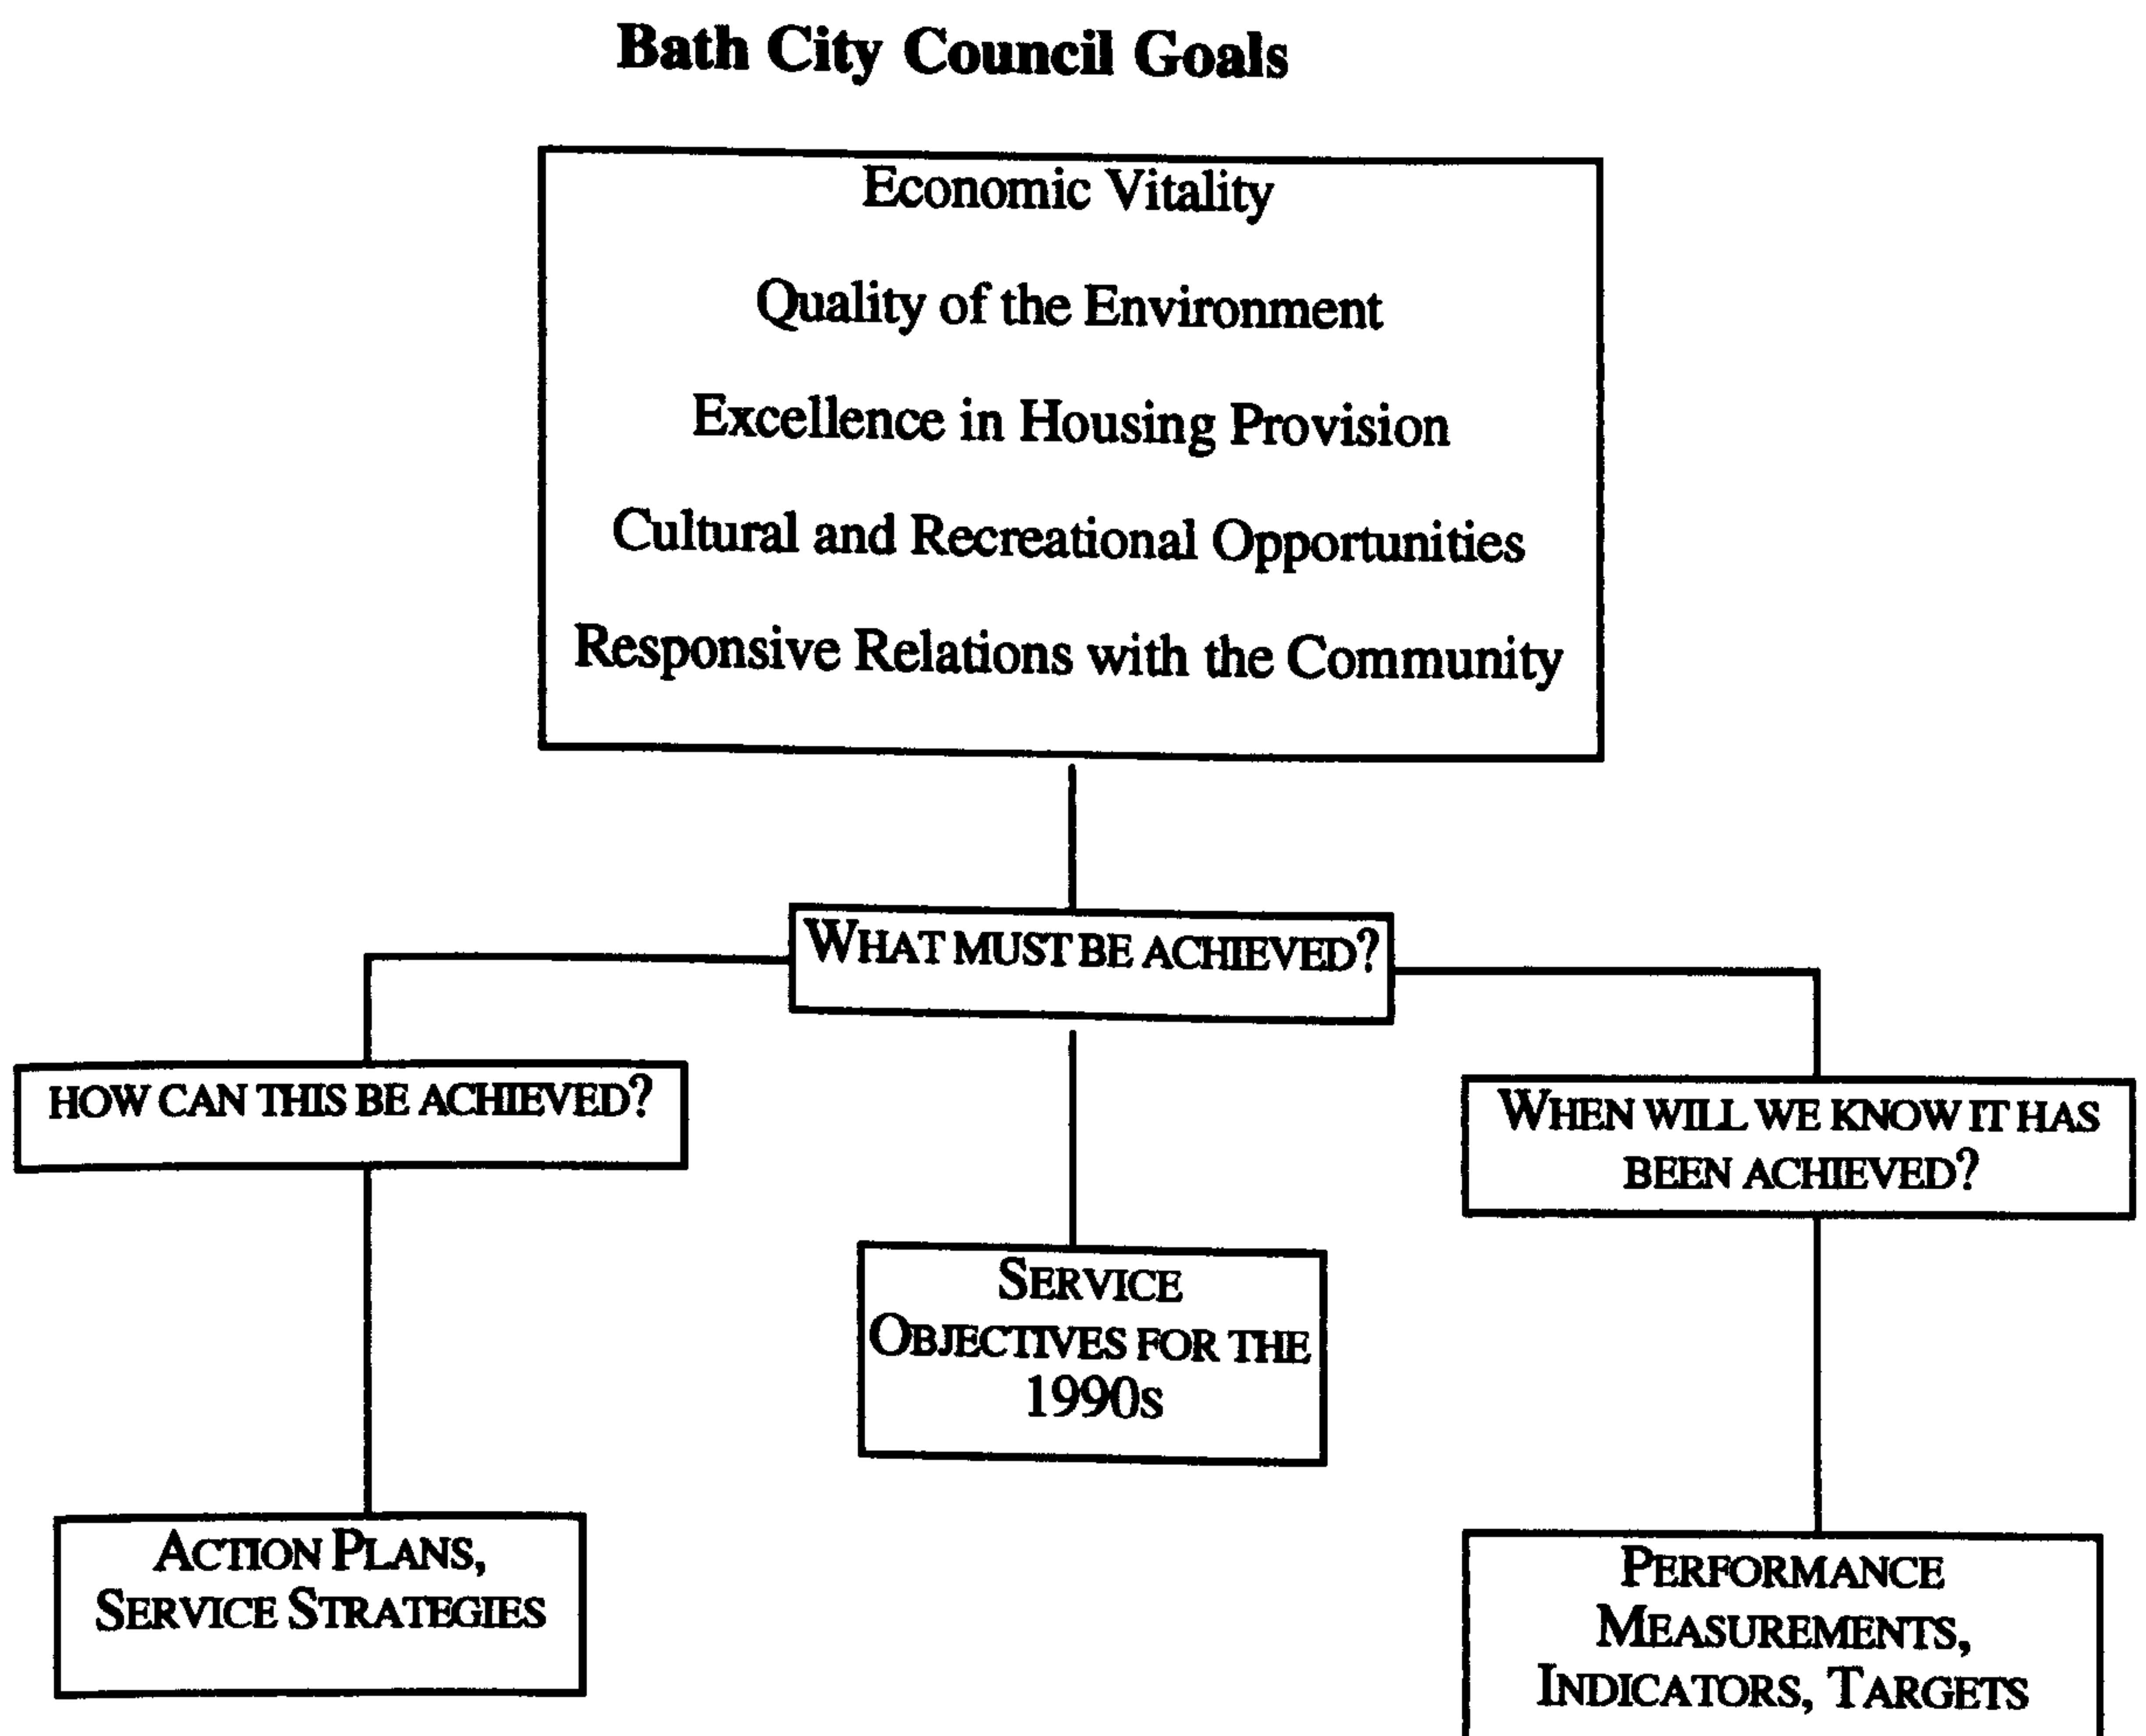 Bath City Council Goals
Economic Vitality
Quality of the Environment
Excellence in Housing Provision
Cultural and Recreational Opportunities
Responsive Relations with the Community
WHAT MUST BE ACHIEVED?
HOW CAN THIS BE ACHIEVED?
WHEN WILL WE KNOW IT HAS
BEEN ACHIEVED?
SERVICE
OBJECTIVES FOR THE
1990s
ACTION PLANS,
SERVICE STRATEGIES
PERFORMANCE
MEASUREMENTS,
INDICATORS, TARGETS